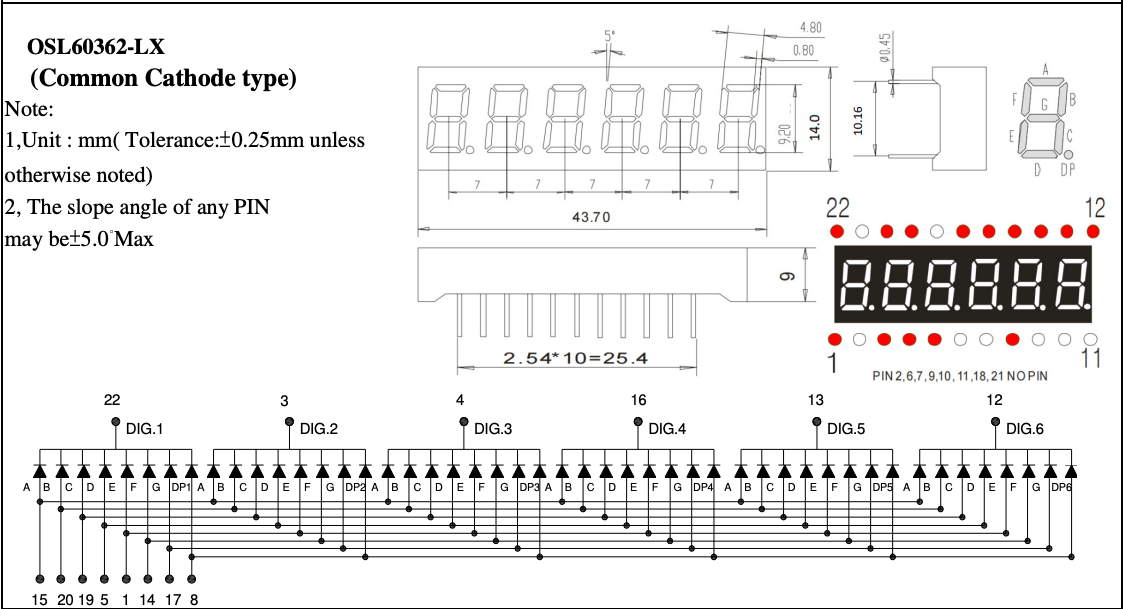 OSL60362-LX
(Common Cathode type)
Note:
1,Unit : mm( Tolerance:±0.25mm unless
otherwise noted)
2, The slope angle of any PIN
may be±5.0°Max
5°
4.80
0.80
9.20
14.0
7 7 7 7 7
43.70
ø0.45
10.16
A
F B
G
E C
D DP
22 12
1 11
PIN 2,6,7,9,10, 11,18, 21 NO PIN
9
2.54*10=25.4
22 3 4 16 13 12
DIG.1 DIG.2 DIG.3 DIG.4 DIG.5 DIG.6
A B C D E F G DP1 A B C D E F G DP2 A B C D E F G DP3 A B C D E F G DP4 A B C D E F G DP5 A B C D E F G DP6
15 20 19 5 1 14 17 8